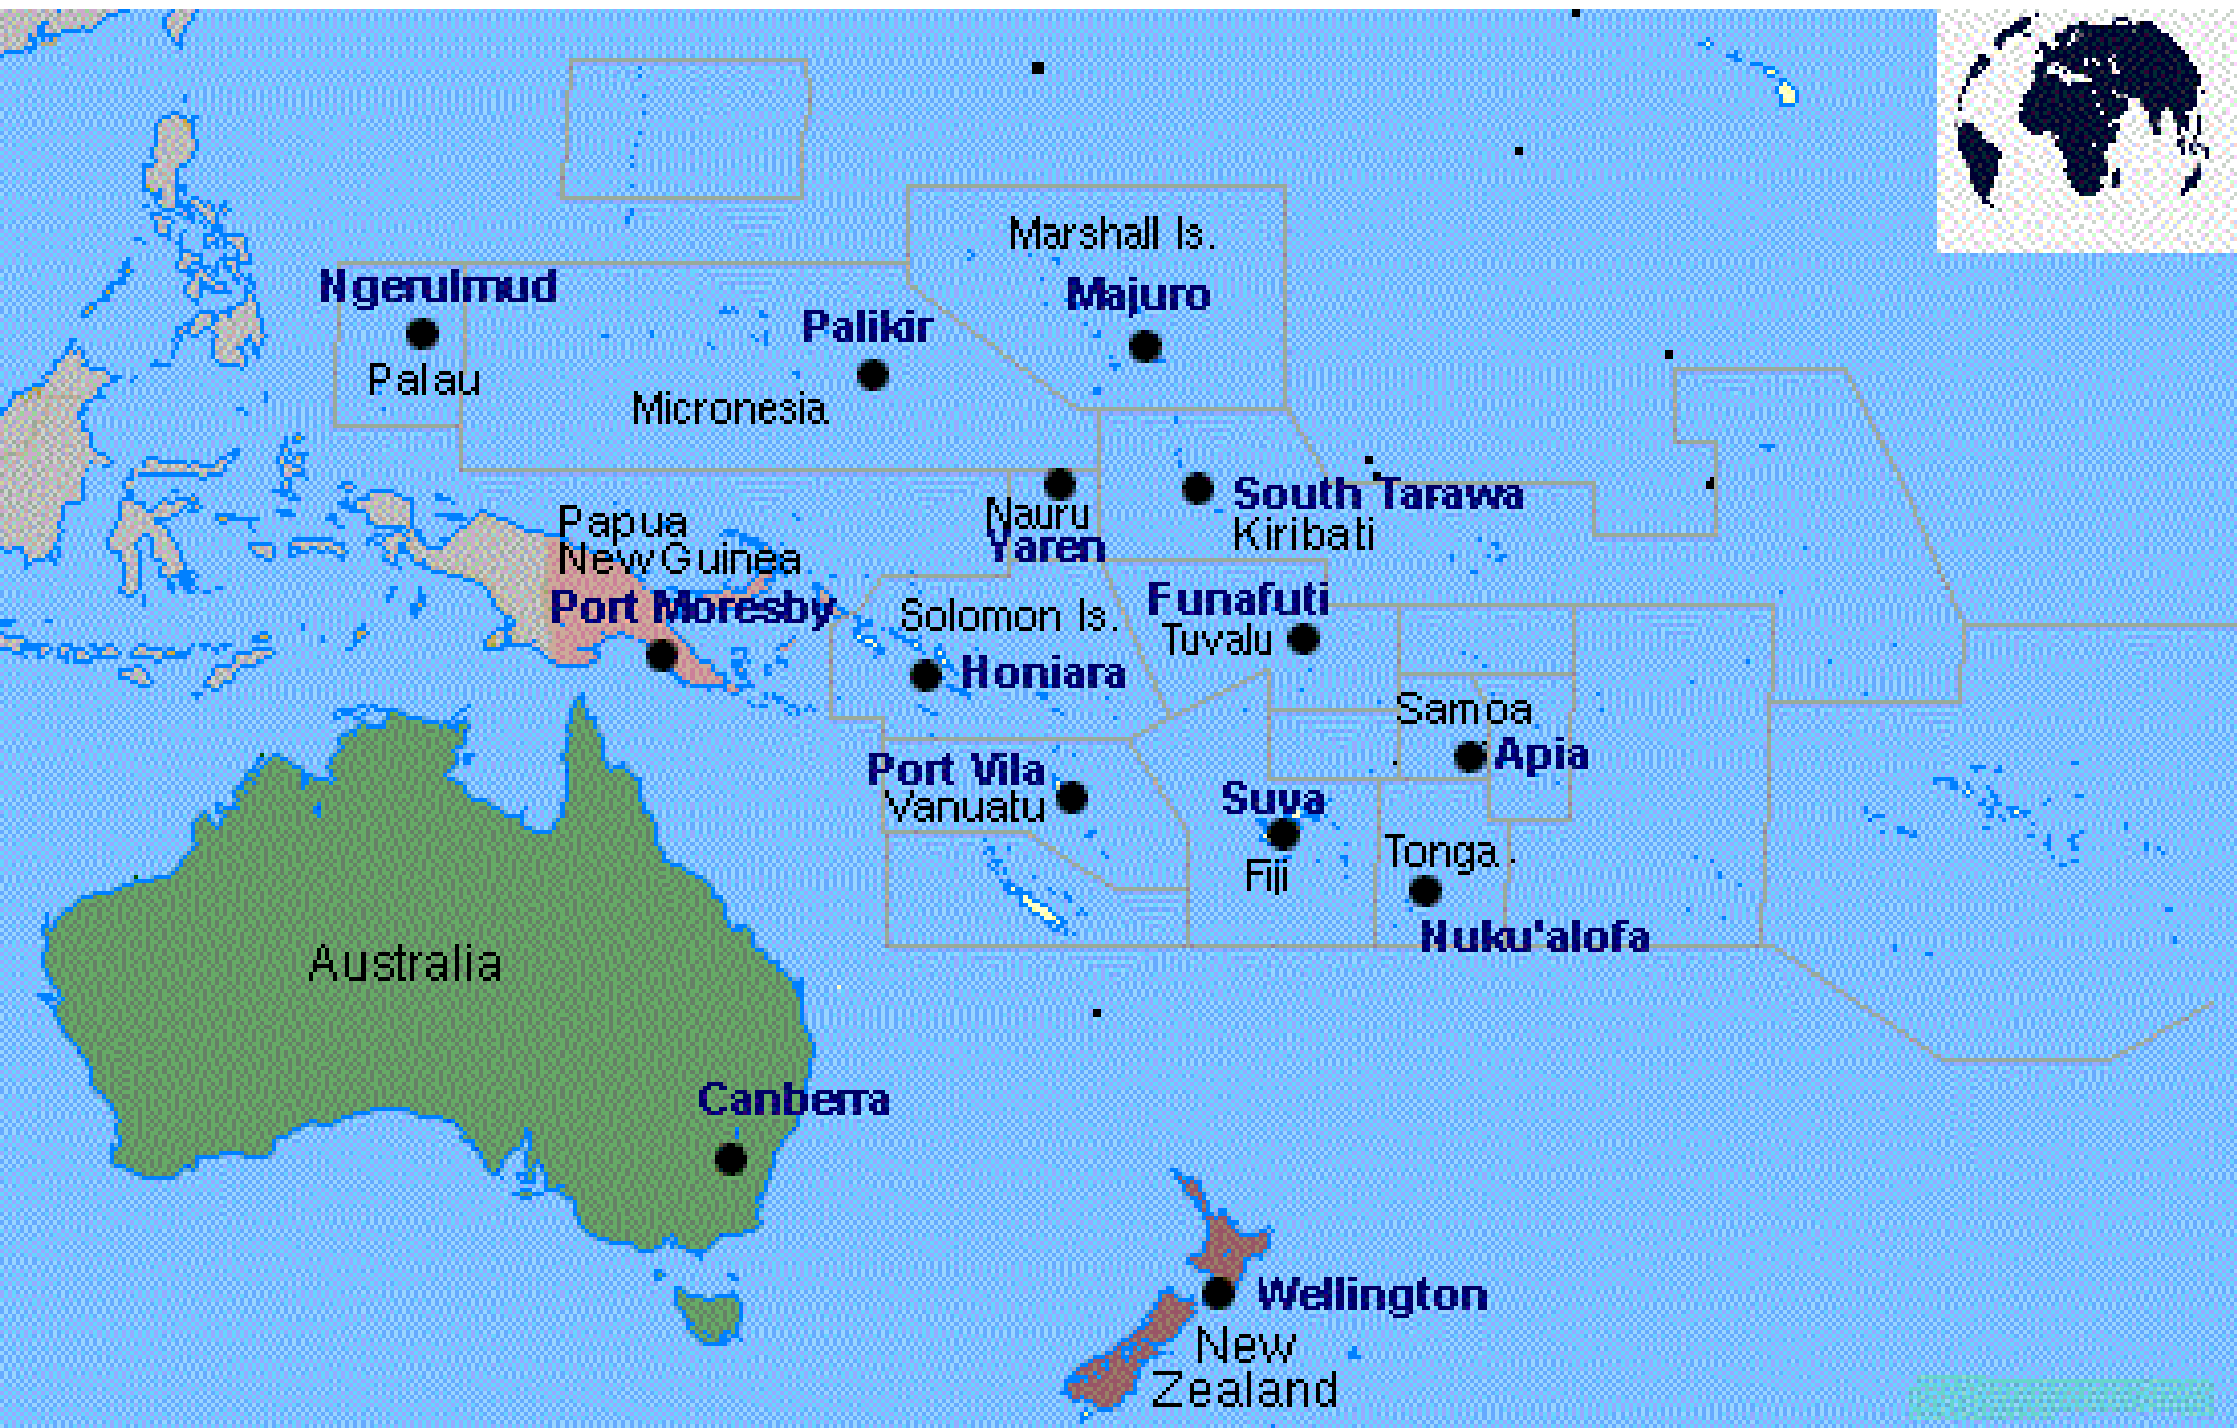 Marshall Is.
Majuro
Ngerulmud
Palau
Palikir
Micronesia
Nauru
Yaren
South Tarawa
Kiribati
Papua
New Guinea
Port Moresby
Solomon Is.
Honiara
Funafuti
Tuvalu
Samoa
Apia
Port Vila
Vanuatu
Suva
Fiji
Tonga
Nuku'alofa
Australia
Canberra
Wellington
New
Zealand